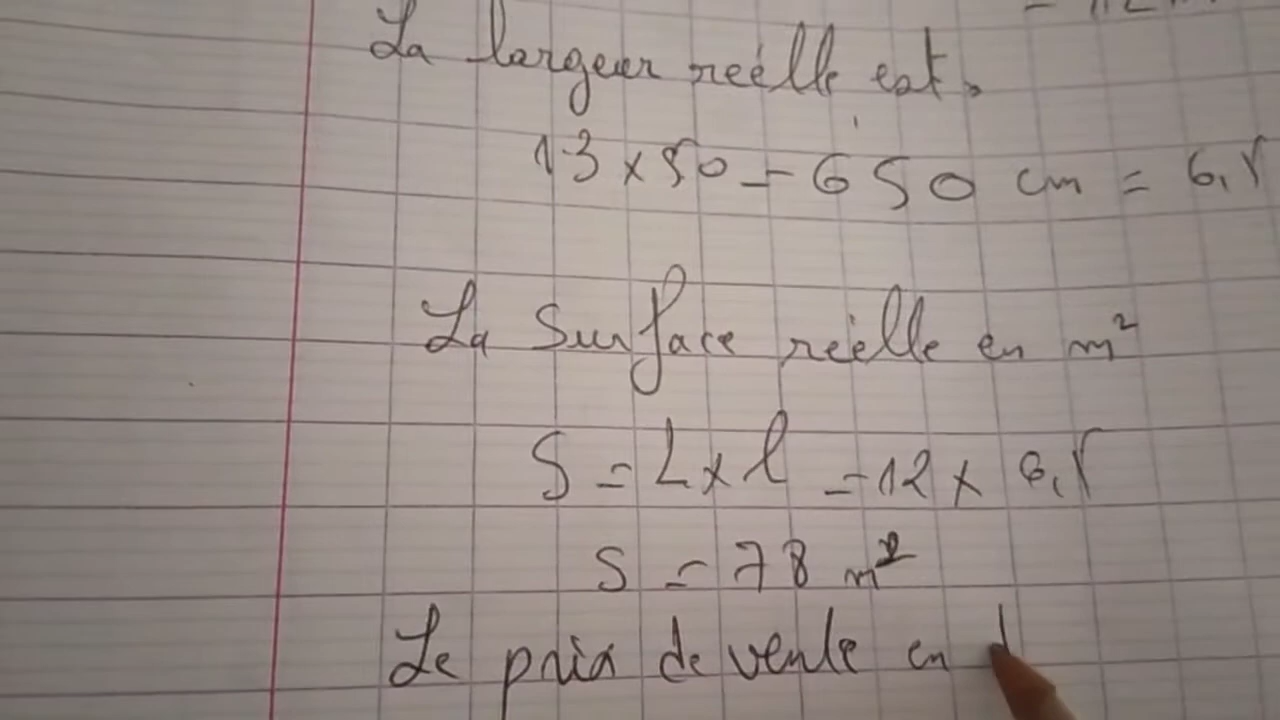 La largeur réelle est.
13 x 50 = 650 cm = 6,5
La Surface réelle en m²
S = L x l = 12 x 6,5
S = 78 m²
Le prix de vente en d